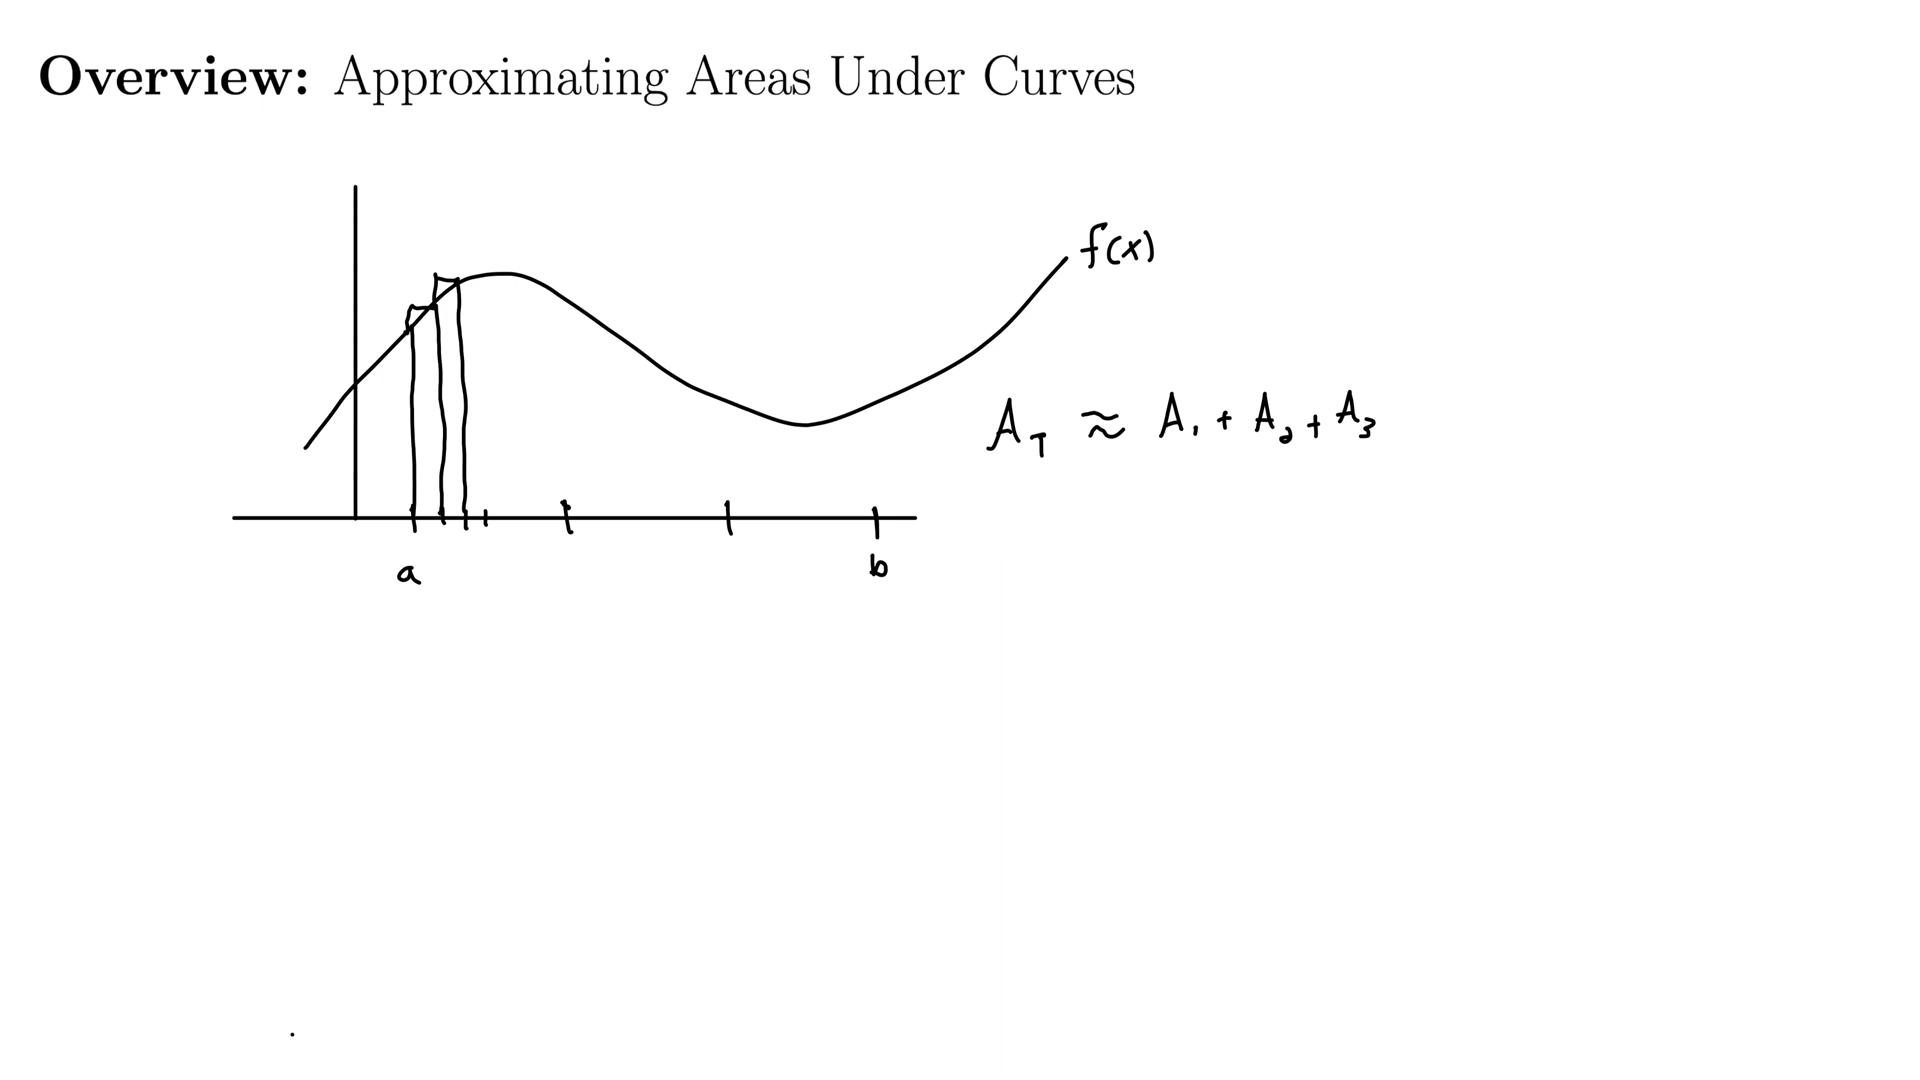 Overview: Approximating Areas Under Curves
f(x)
A_T ≈ A_1 + A_2 + A_3
a b